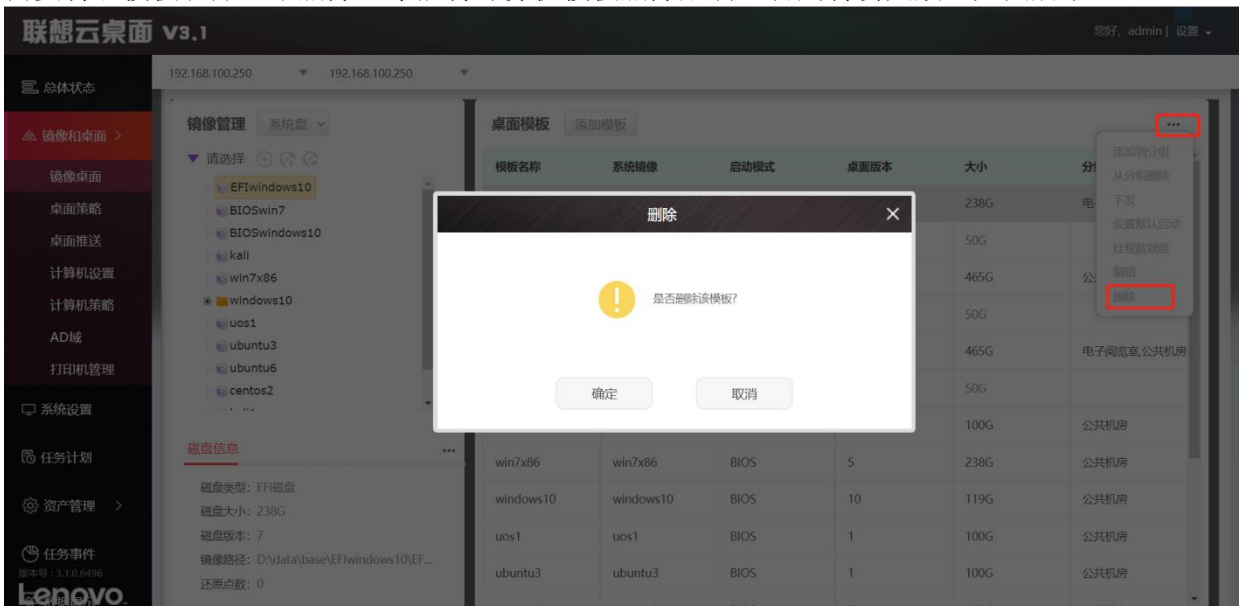 联想云桌面 V3.1
您好，admin | 设置
总体状态
镜像和桌面
镜像桌面
桌面策略
桌面推送
计算机设置
计算机策略
AD域
打印机管理
系统设置
任务计划
资产管理
任务事件
版本号：3.1.0.6496
Lenovo
192.168.100.250 192.168.100.250
镜像管理 系统盘
请选择
EFIwindows10
BIOSwin7
BIOSwindows10
kali
win7x86
windows10
uos1
ubuntu3
ubuntu6
centos2
磁盘信息
磁盘类型：EFI磁盘
磁盘大小：238G
磁盘版本：7
镜像路径：D:\data\base\EFIwindows10\EF...
还原点数：0
桌面模板 添加模板
模板名称 系统镜像 启动模式 桌面版本 大小
238G
50G
465G
50G
465G 电子阅览室,公共机房
50G
100G 公共机房
win7x86 win7x86 BIOS 5 238G 公共机房
windows10 windows10 BIOS 10 119G 公共机房
uos1 uos1 BIOS 1 100G 公共机房
ubuntu3 ubuntu3 BIOS 1 100G 公共机房
添加到分组
从分组删除
下发
设置默认启动
挂载数据盘
编辑
删除
删除
是否删除该模板?
确定 取消